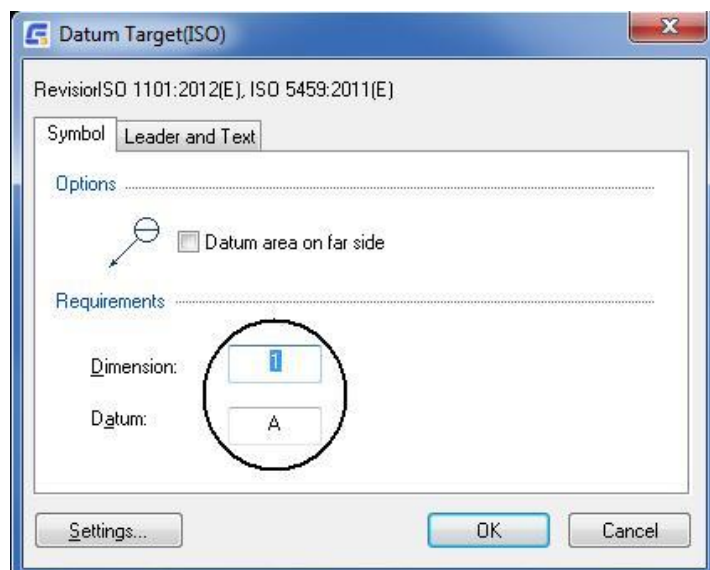 Datum Target(ISO)
RevisiorISO 1101:2012(E), ISO 5459:2011(E)
Symbol Leader and Text
Options
Datum area on far side
Requirements
Dimension: 1
Datum: A
Settings... OK Cancel